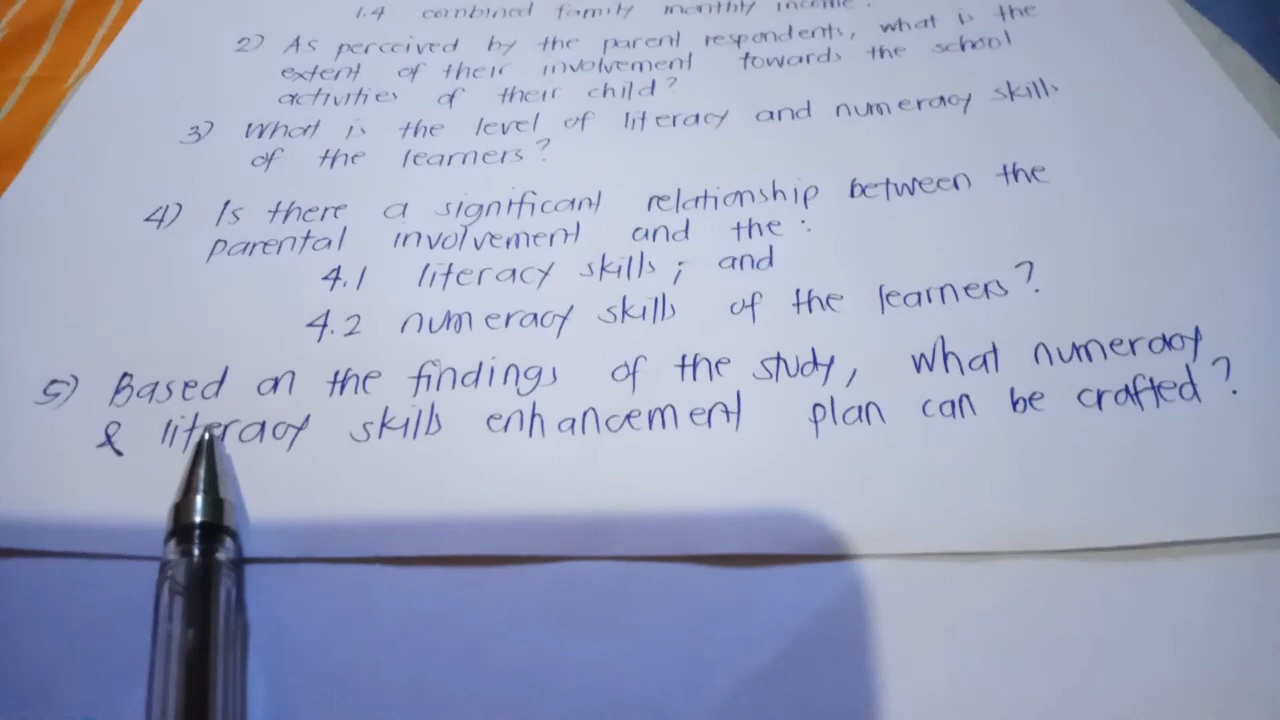 1.4 combined family monthly income.
2) As perceived by the parent respondents, what is the
extent of their involvement towards the school
activities of their child?
3) What is the level of literacy and numeracy skills
of the learners?
4) Is there a significant relationship between the
parental involvement and the:
4.1 literacy skills; and
4.2 numeracy skills of the learners?
5) Based on the findings of the study, what numeracy
& literacy skills enhancement plan can be crafted?